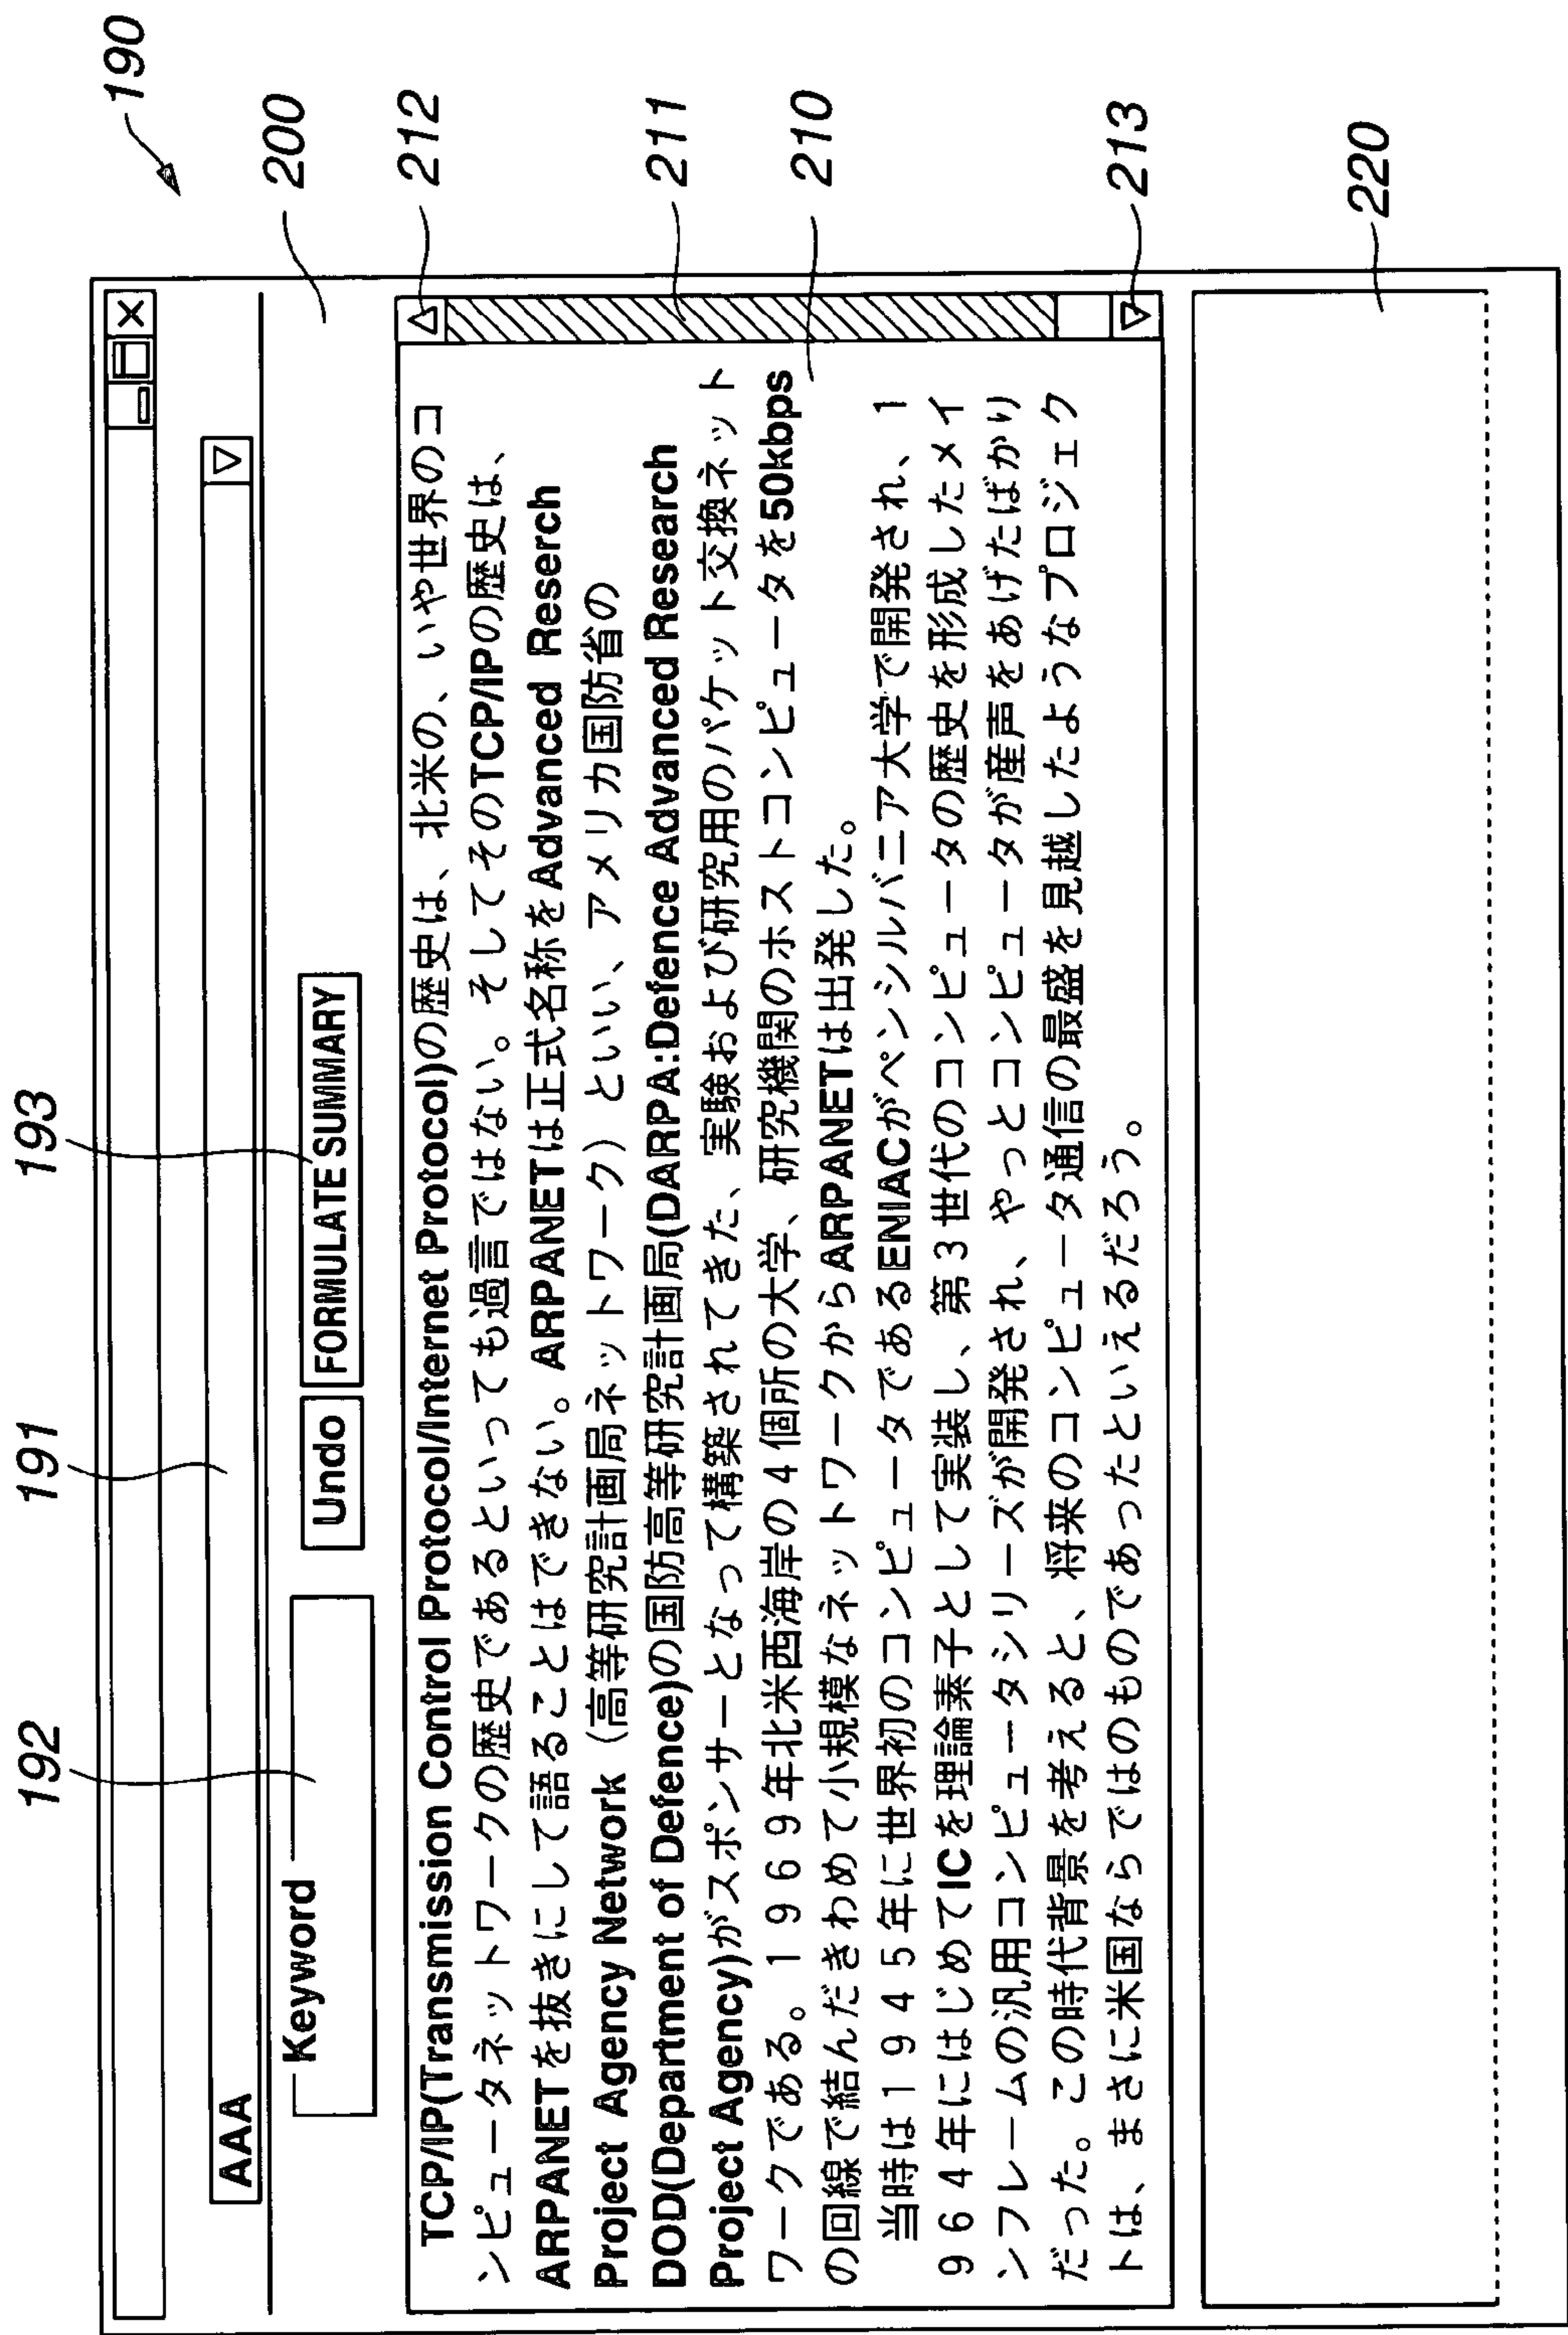 190
193
191
192
AAA
200
Keyword
Undo
FORMULATE SUMMARY
212
211
210
213
220
TCP/IP(Transmission Control Protocol/Internet Protocol)の歴史は、北米の、いや世界のコ
ンピュータネットワークの歴史であるといっても過言ではない。そしてそのTCP/IPの歴史は、
ARPANETを抜きにして語ることはできない。ARPANETは正式名称をAdvanced Reserch
Project Agency Network（高等研究計画局ネットワーク）といい、アメリカ国防省の
DOD(Department of Defence)の国防高等研究計画局(DARPA:Defence Advanced Research
Project Agency)がスポンサーとなって構築されてきた、実験および研究用のパケット交換ネット
ワークである。１９６９年北米西海岸の４個所の大学、研究機関のホストコンピュータを50kbps
の回線で結んだきわめて小規模なネットワークからARPANETは出発した。
当時は１９４５年に世界初のコンピュータであるENIACがペンシルバニア大学で開発され、１
９６４年にはじめてICを理論素子として実装し、第３世代のコンピュータの歴史を形成したメイ
ンフレームの汎用コンピュータシリーズが開発され、やっとコンピュータが産声をあげたばかり
だった。この時代背景を考えると、将来のコンピュータ通信の最盛を見越したようなプロジェク
トは、まさに米国ならではのものであったといえるだろう。